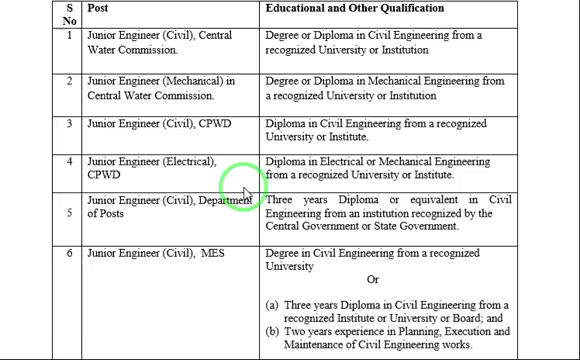 S No Post Educational and Other Qualification
1 Junior Engineer (Civil), Central Water Commission. Degree or Diploma in Civil Engineering from a recognized University or Institution
2 Junior Engineer (Mechanical) in Central Water Commission. Degree or Diploma in Mechanical Engineering from a recognized University or Institution
3 Junior Engineer (Civil), CPWD Diploma in Civil Engineering from a recognized University or Institute.
4 Junior Engineer (Electrical), CPWD Diploma in Electrical or Mechanical Engineering from a recognized University or Institute.
5 Junior Engineer (Civil), Department of Posts Three years Diploma or equivalent in Civil Engineering from an institution recognized by the Central Government or State Government.
6 Junior Engineer (Civil), MES Degree in Civil Engineering from a recognized University
Or
(a) Three years Diploma in Civil Engineering from a recognized Institute or University or Board; and
(b) Two years experience in Planning, Execution and Maintenance of Civil Engineering works.